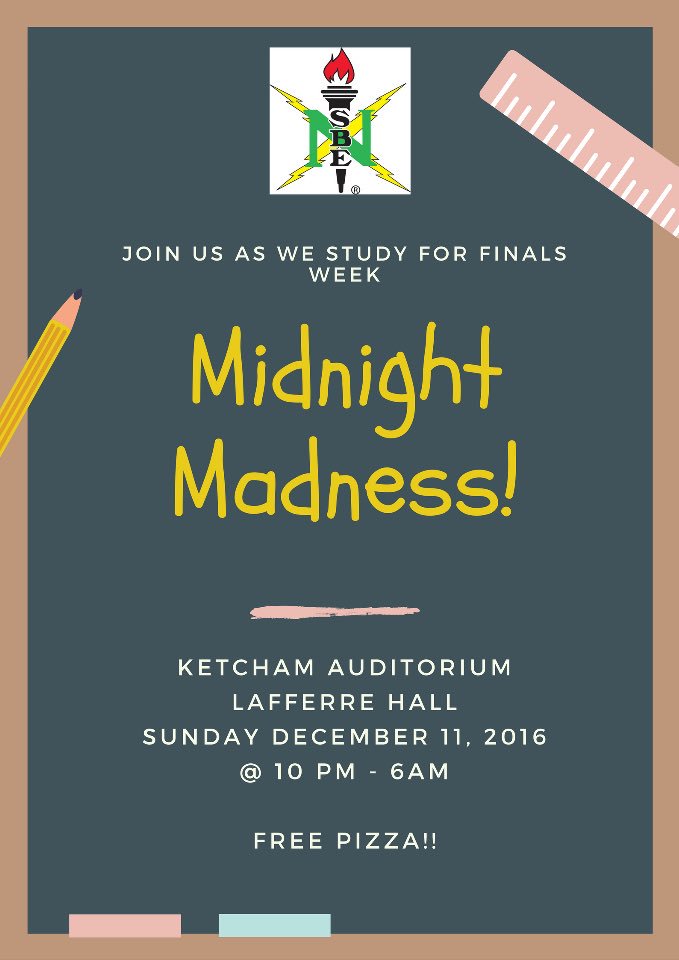 NSBE
®
JOIN US AS WE STUDY FOR FINALS
WEEK
Midnight
Madness!
KETCHAM AUDITORIUM
LAFFERRE HALL
SUNDAY DECEMBER 11, 2016
@ 10 PM - 6AM
FREE PIZZA!!